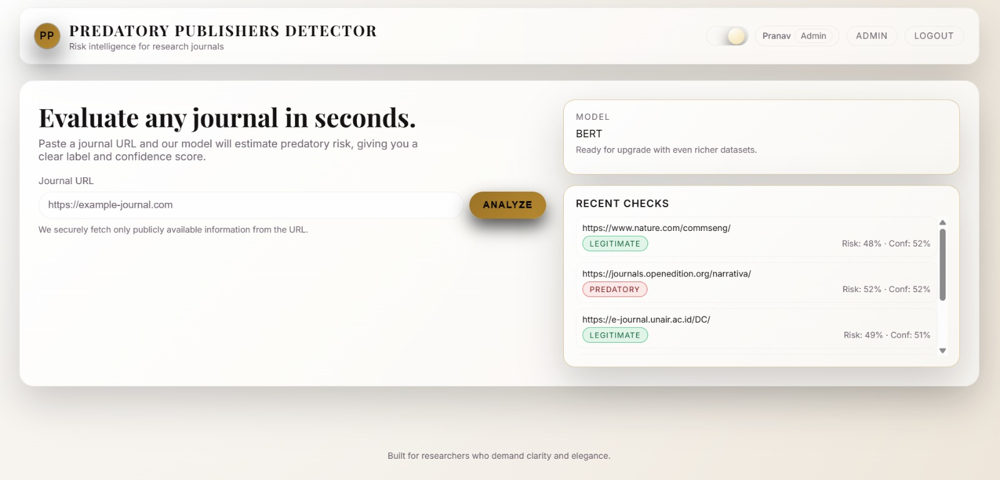 PP
PREDATORY PUBLISHERS DETECTOR
Risk intelligence for research journals
Pranav Admin
ADMIN
LOGOUT
Evaluate any journal in seconds.
Paste a journal URL and our model will estimate predatory risk, giving you a
clear label and confidence score.
Journal URL
https://example-journal.com
ANALYZE
We securely fetch only publicly available information from the URL.
MODEL
BERT
Ready for upgrade with even richer datasets.
RECENT CHECKS
https://www.nature.com/commseng/
LEGITIMATE Risk: 48% · Conf: 52%
https://journals.openedition.org/narrativa/
PREDATORY Risk: 52% · Conf: 52%
https://e-journal.unair.ac.id/DC/
LEGITIMATE Risk: 49% · Conf: 51%
Built for researchers who demand clarity and elegance.